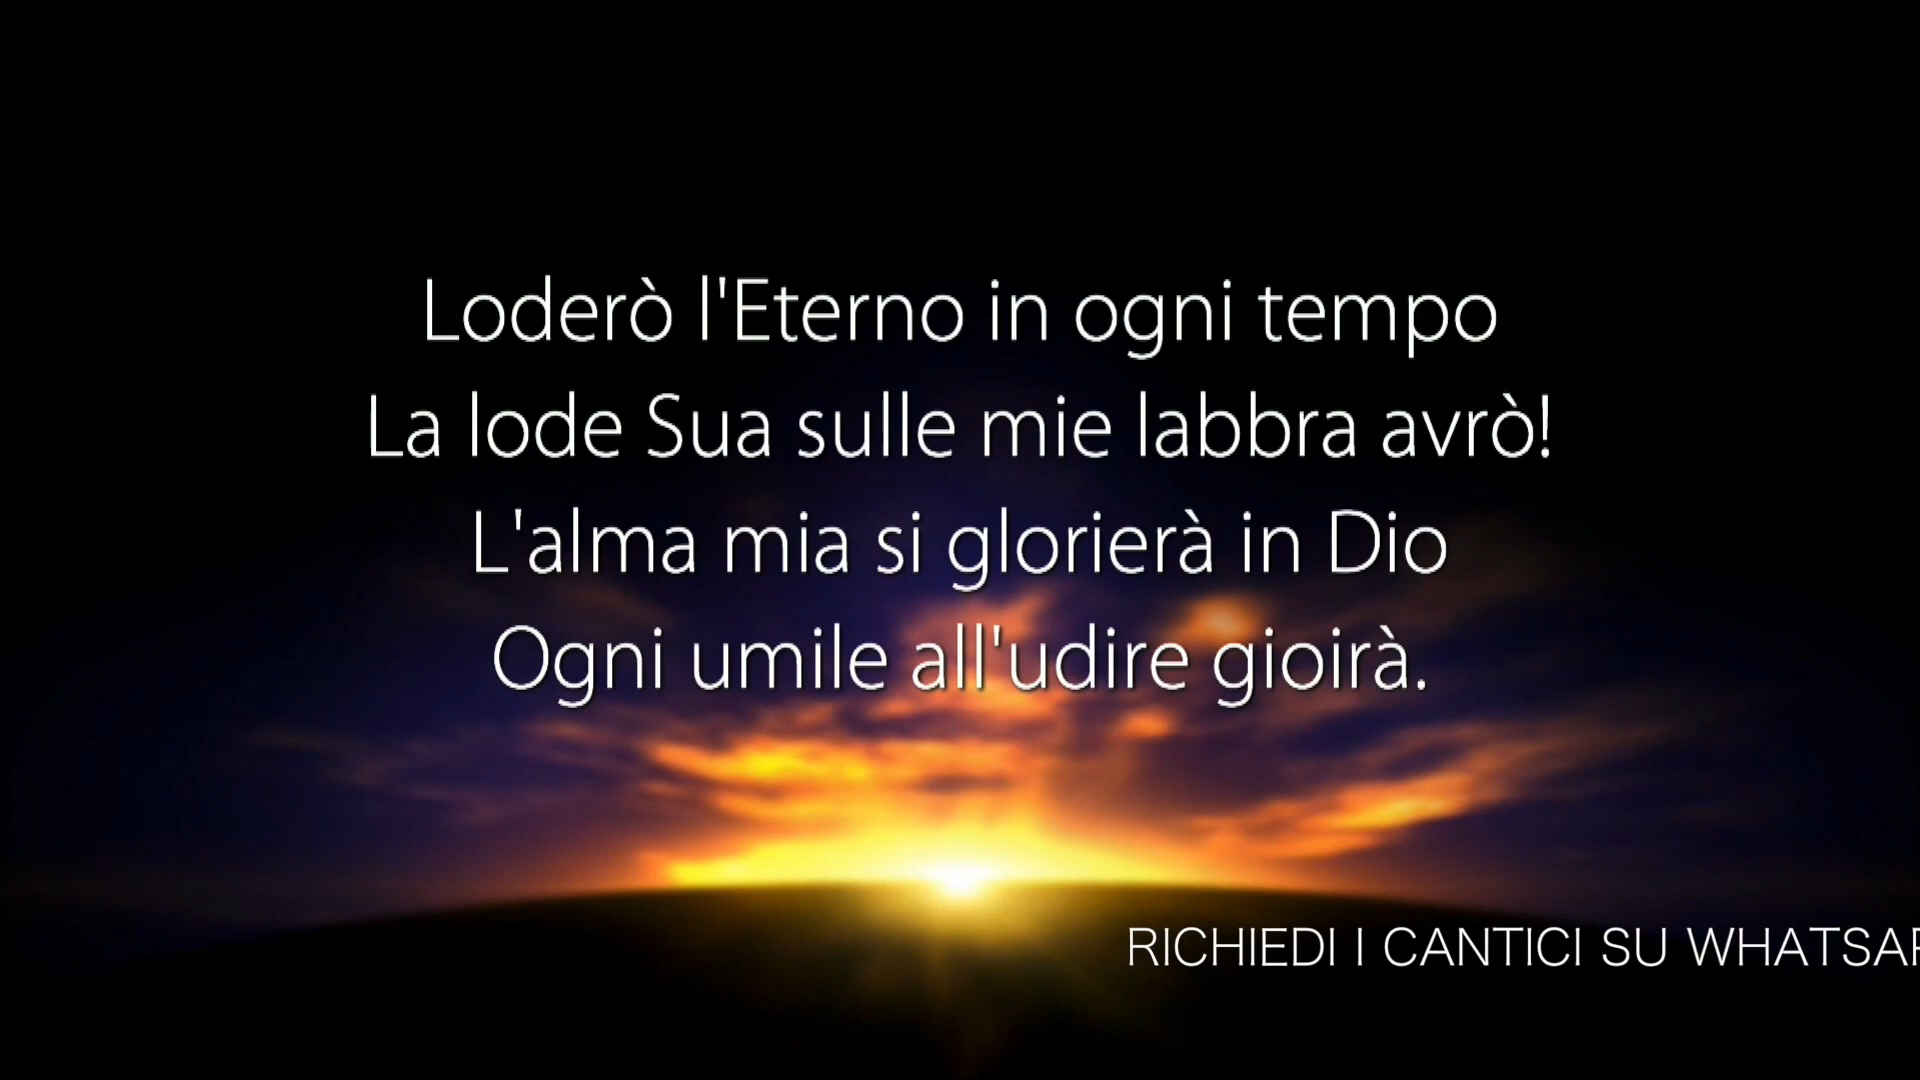 Loderò l'Eterno in ogni tempo
La lode Sua sulle mie labbra avrò!
L'alma mia si glorierà in Dio
Ogni umile all'udire gioirà.
RICHIEDI I CANTICI SU